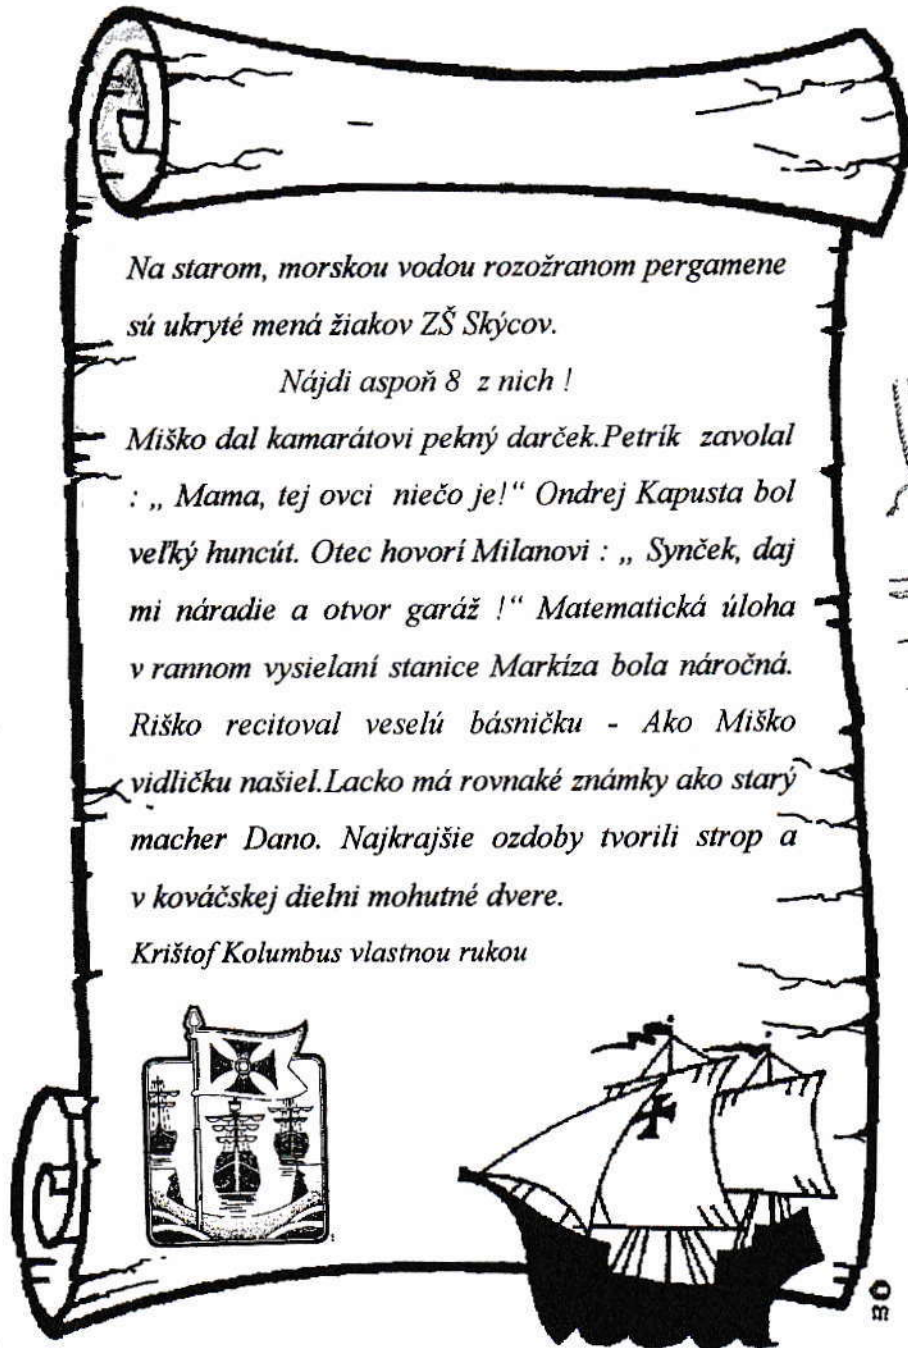 Na starom, morskou vodou rozožranom pergamene
sú ukryté mená žiakov ZŠ Skýcov.
Nájdi aspoň 8 z nich !
Miško dal kamarátovi pekný darček.Petrík zavolal
: „ Mama, tej ovci niečo je!“ Ondrej Kapusta bol
veľký huncút. Otec hovorí Milanovi : „ Synček, daj
mi náradie a otvor garáž !“ Matematická úloha
v rannom vysielaní stanice Markíza bola náročná.
Riško recitoval veselú básničku - Ako Miško
vidličku našiel.Lacko má rovnaké známky ako starý
macher Dano. Najkrajšie ozdoby tvorili strop a
v kováčskej dielni mohutné dvere.
Krištof Kolumbus vlastnou rukou